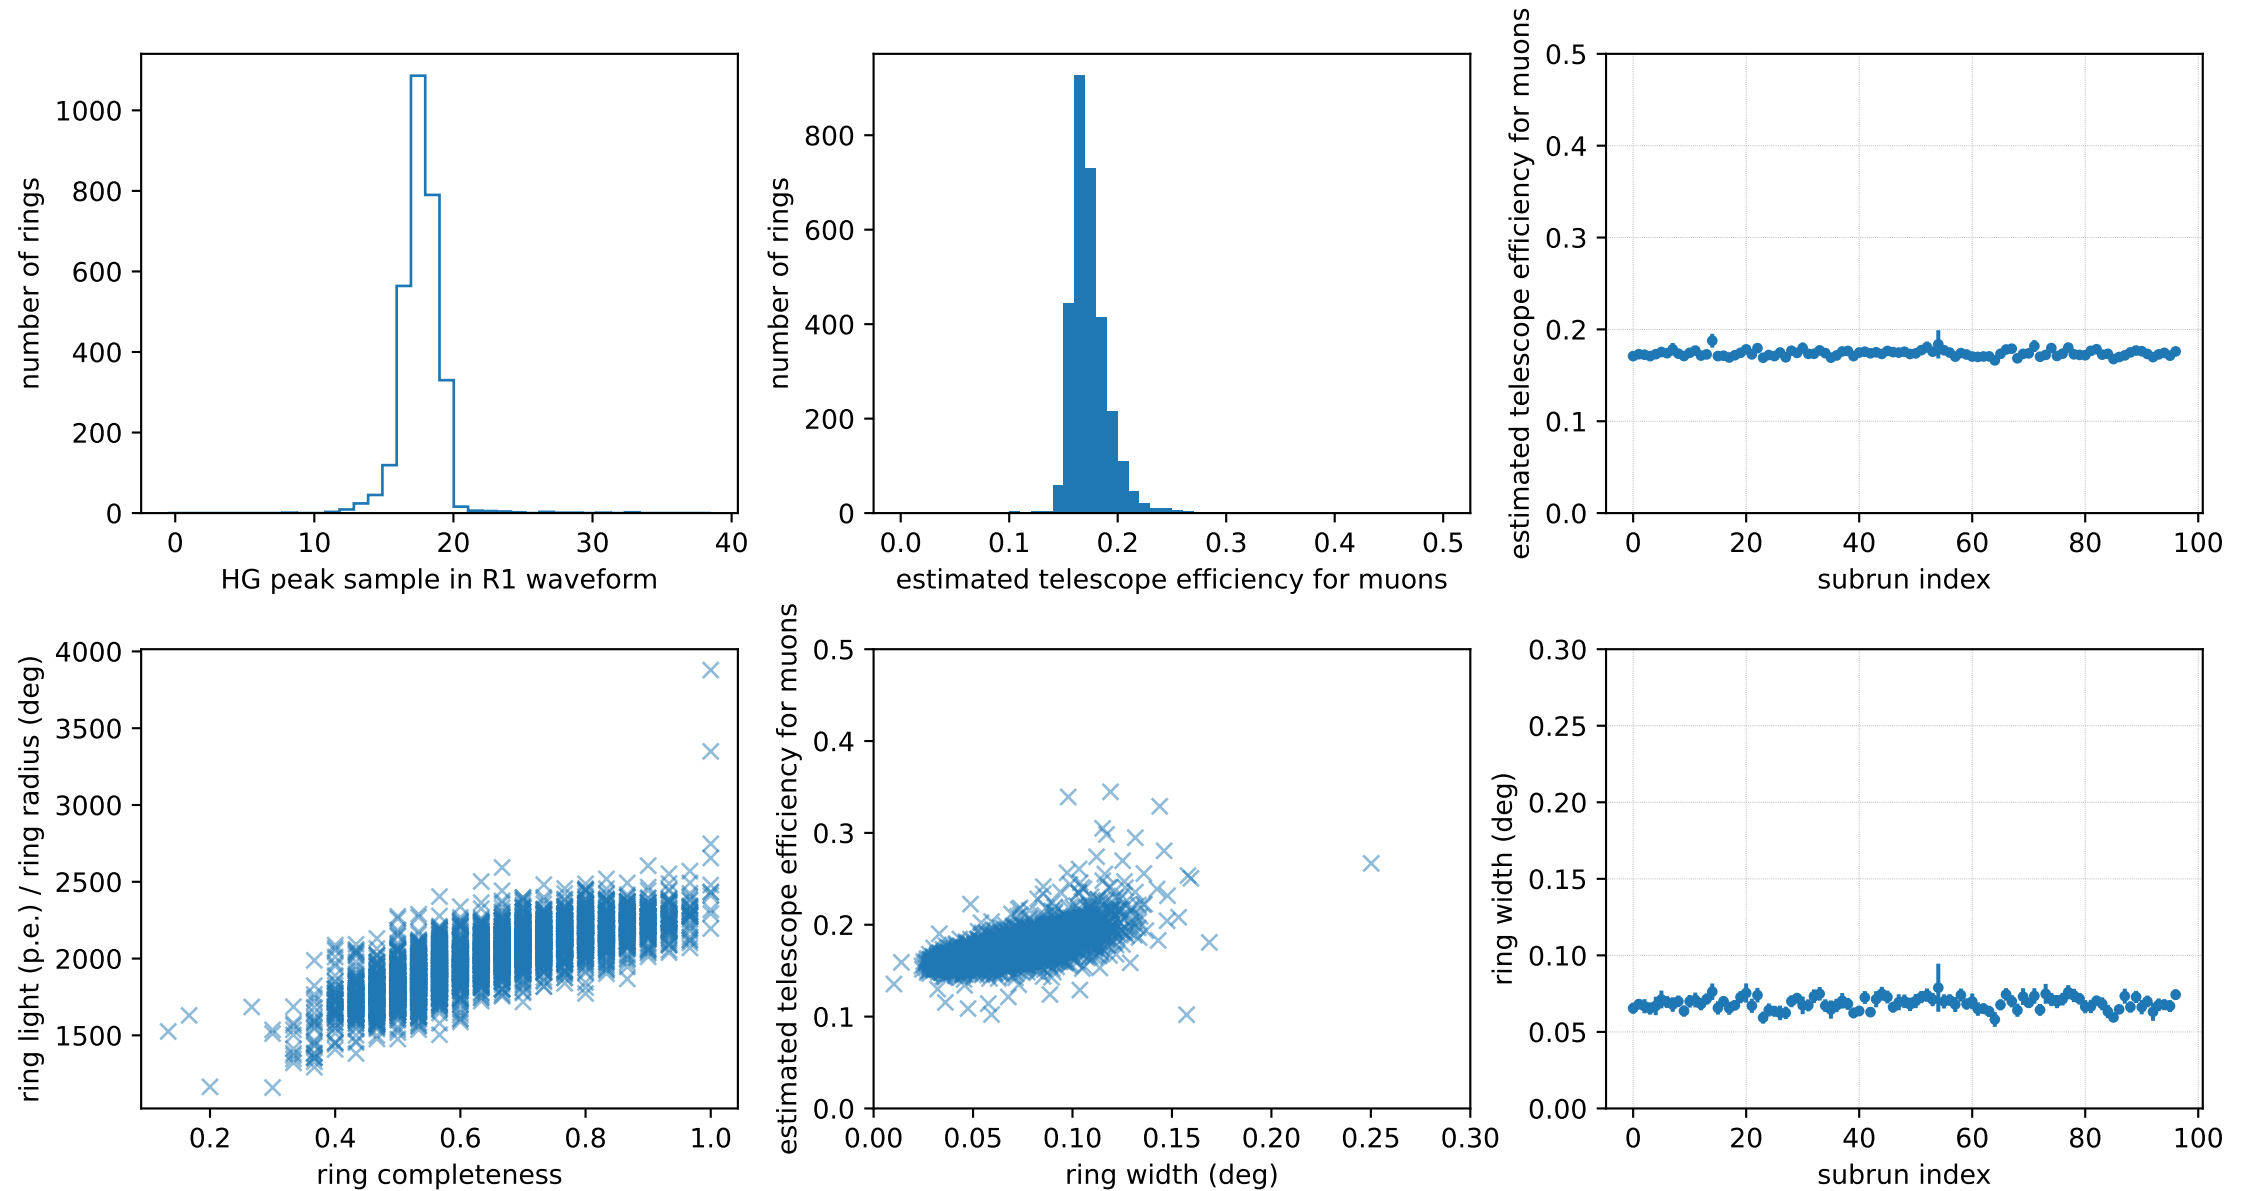 number of rings
1000
800
600
400
200
0
0 10 20 30 40
HG peak sample in R1 waveform
number of rings
800
600
400
200
0
0.0 0.1 0.2 0.3 0.4 0.5
estimated telescope efficiency for muons
estimated telescope efficiency for muons
0.5
0.4
0.3
0.2
0.1
0.0
0 20 40 60 80 100
subrun index
ring light (p.e.) / ring radius (deg)
4000
3500
3000
2500
2000
1500
0.2 0.4 0.6 0.8 1.0
ring completeness
estimated telescope efficiency for muons
0.5
0.4
0.3
0.2
0.1
0.0
0.00 0.05 0.10 0.15 0.20 0.25 0.30
ring width (deg)
ring width (deg)
0.30
0.25
0.20
0.15
0.10
0.05
0.00
0 20 40 60 80 100
subrun index